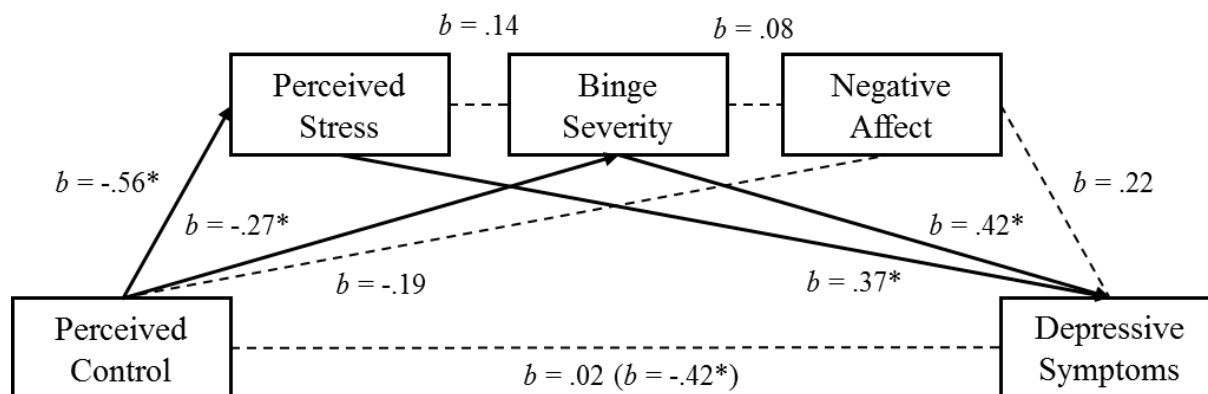 b = .14
b = .08
Perceived
Stress
Binge
Severity
Negative
Affect
b = -.56*
b = .22
b = -.27*
b = .42*
b = -.19
b = .37*
Perceived
Control
Depressive
Symptoms
b = .02 (b = -.42*)